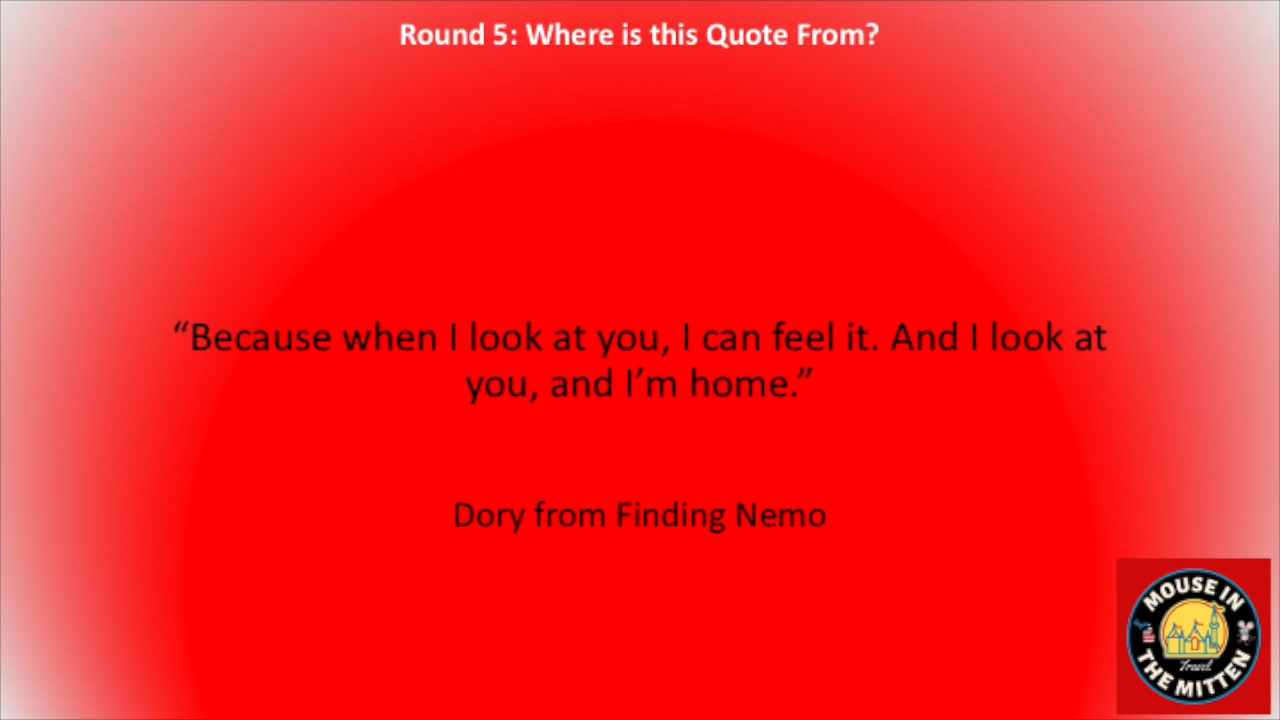 Round 5: Where is this Quote From?
“Because when I look at you, I can feel it. And I look at
you, and I’m home.”
Dory from Finding Nemo
MOUSE IN
Travel
THE MITTEN